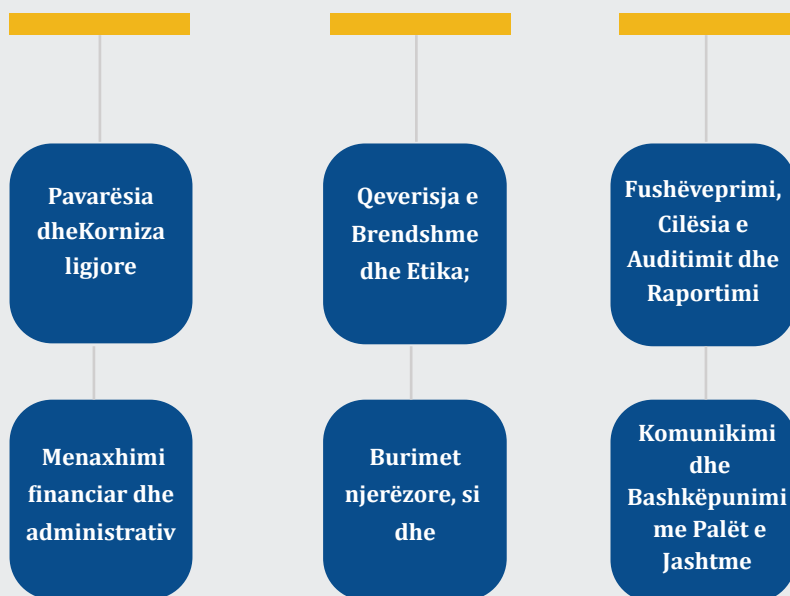 Pavarësia
dheKorniza
ligjore
Qeverisja e
Brendshme
dhe Etika;
Fushëveprimi,
Cilësia e
Auditimit dhe
Raportimi
Menaxhimi
financiar dhe
administrativ
Burimet
njerëzore, si
dhe
Komunikimi
dhe
Bashkëpunimi
me Palët e
Jashtme